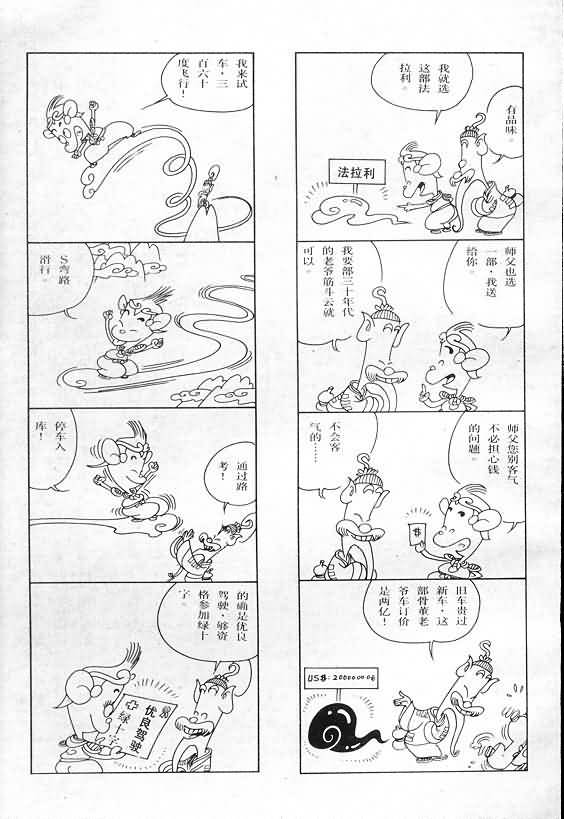 我就选
这部法
拉利。
有品味。
法拉利
师父也选
一部，我送
给你。
我要部三十年代
的老爷筋斗云就
可以。
师父您别客气
不必担心钱
的问题。
不会客
气的……
$
旧车贵过
新车，这
部骨董老
爷车订价
是两亿！
我来试
车，三
百六十
度飞行！
S弯路
滑行。
停车入
库！
通过路
考！
的确是优良
驾驶，够资
格参加绿十
字。
优良驾驶
绿十